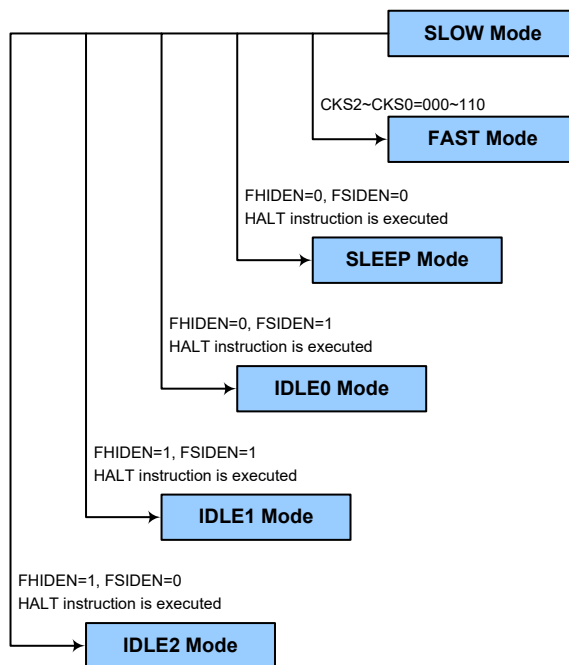 SLOW Mode
CKS2~CKS0=000~110
FAST Mode
FHIDEN=0, FSIDEN=0
HALT instruction is executed
SLEEP Mode
FHIDEN=0, FSIDEN=1
HALT instruction is executed
IDLE0 Mode
FHIDEN=1, FSIDEN=1
HALT instruction is executed
IDLE1 Mode
FHIDEN=1, FSIDEN=0
HALT instruction is executed
IDLE2 Mode